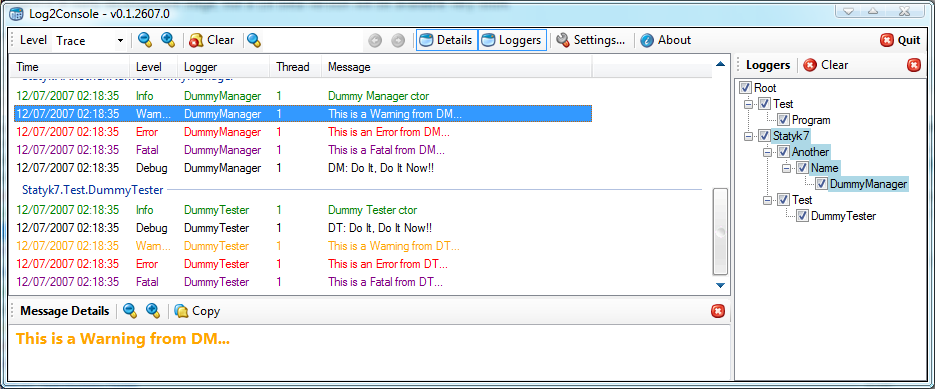 Log2Console - v0.1.2607.0
Level Trace Clear Details Loggers Settings... About Quit
Time Level Logger Thread Message
12/07/2007 02:18:35 Info DummyManager 1 Dummy Manager ctor
12/07/2007 02:18:35 Warn... DummyManager 1 This is a Warning from DM...
12/07/2007 02:18:35 Error DummyManager 1 This is an Error from DM...
12/07/2007 02:18:35 Fatal DummyManager 1 This is a Fatal from DM...
12/07/2007 02:18:35 Debug DummyManager 1 DM: Do It, Do It Now!!
Statyk7.Test.DummyTester
12/07/2007 02:18:35 Info DummyTester 1 Dummy Tester ctor
12/07/2007 02:18:35 Debug DummyTester 1 DT: Do It, Do It Now!!
12/07/2007 02:18:35 Warn... DummyTester 1 This is a Warning from DT...
12/07/2007 02:18:35 Error DummyTester 1 This is an Error from DT...
12/07/2007 02:18:35 Fatal DummyTester 1 This is a Fatal from DT...
Message Details Copy
This is a Warning from DM...
Loggers Clear
Root
Test
Program
Statyk7
Another
Name
DummyManager
Test
DummyTester